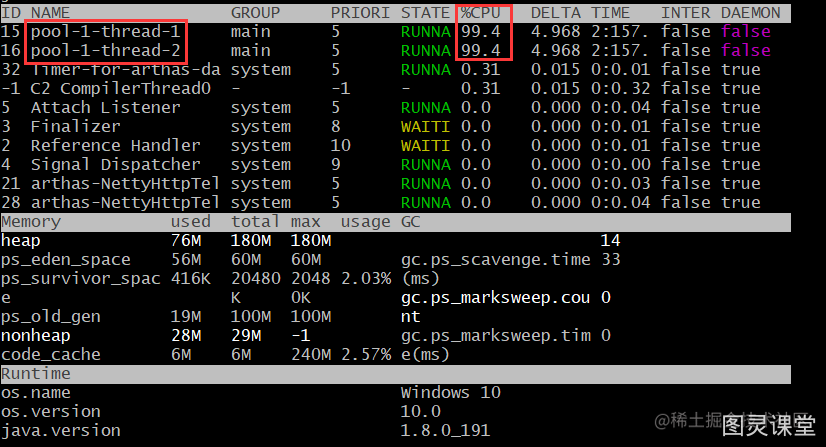 ID NAME GROUP PRIORI STATE %CPU DELTA TIME INTER DAEMON
15 pool-1-thread-1 main 5 RUNNA 99.4 4.968 2:157. false false
16 pool-1-thread-2 main 5 RUNNA 99.4 4.968 2:157. false false
32 Timer-for-arthas-da system 5 RUNNA 0.31 0.015 0:0.01 false true
-1 C2 CompilerThread0 - -1 - 0.31 0.015 0:0.32 false true
5 Attach Listener system 5 RUNNA 0.0 0.000 0:0.04 false true
3 Finalizer system 8 WAITI 0.0 0.000 0:0.01 false true
2 Reference Handler system 10 WAITI 0.0 0.000 0:0.01 false true
4 Signal Dispatcher system 9 RUNNA 0.0 0.000 0:0.00 false true
21 arthas-NettyHttpTel system 5 RUNNA 0.0 0.000 0:0.03 false true
28 arthas-NettyHttpTel system 5 RUNNA 0.0 0.000 0:0.04 false true
Memory used total max usage GC
heap 76M 180M 180M 14
ps_eden_space 56M 60M 60M gc.ps_scavenge.time 33
ps_survivor_spac 416K 20480 2048 2.03% (ms)
e K 0K gc.ps_marksweep.cou 0
ps_old_gen 19M 100M 100M nt
nonheap 28M 29M -1 gc.ps_marksweep.tim 0
code_cache 6M 6M 240M 2.57% e(ms)
Runtime
os.name Windows 10
os.version 10.0
java.version 1.8.0_191
@稀土掘金技术社区
图灵课堂